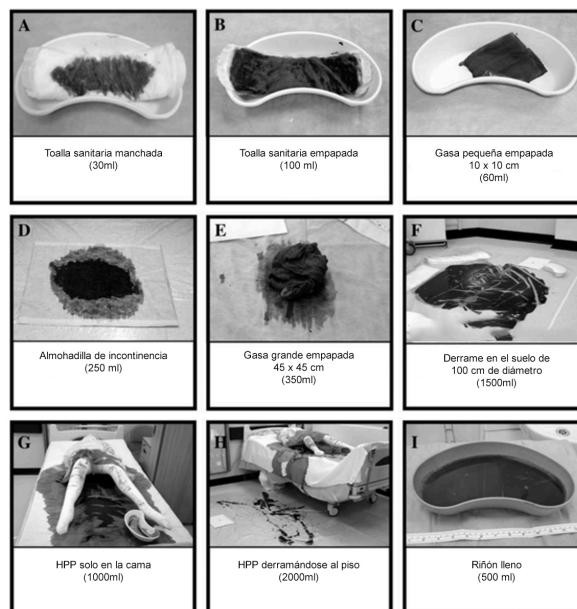 A
Toalla sanitaria manchada
(30ml)
B
Toalla sanitaria empapada
(100 ml)
C
Gasa pequeña empapada
10 x 10 cm
(60ml)
D
Almohadilla de incontinencia
(250 ml)
E
Gasa grande empapada
45 x 45 cm
(350ml)
F
Derrame en el suelo de
100 cm de diámetro
(1500ml)
G
HPP solo en la cama
(1000ml)
H
HPP derramándose al piso
(2000ml)
I
Riñón lleno
(500 ml)